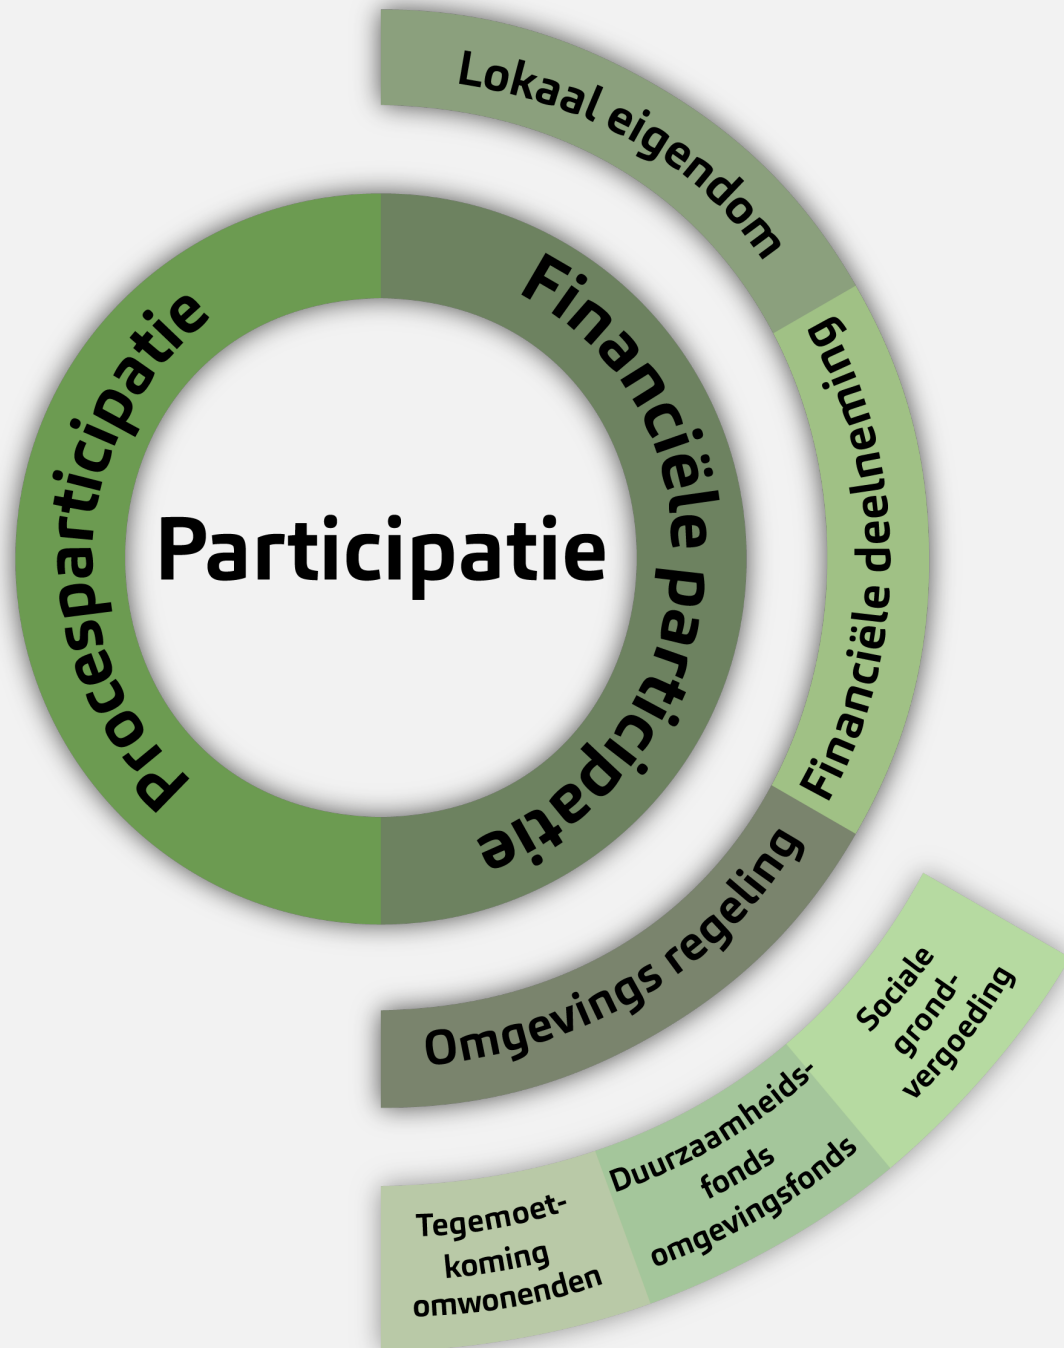 Participatie
Procesparticipatie
Financiële participatie
Lokaal eigendom
Financiële deelneming
Omgevings regeling
Sociale
grond-
vergoeding
Duurzaamheids-
fonds
omgevingsfonds
Tegemoet-
koming
omwonenden